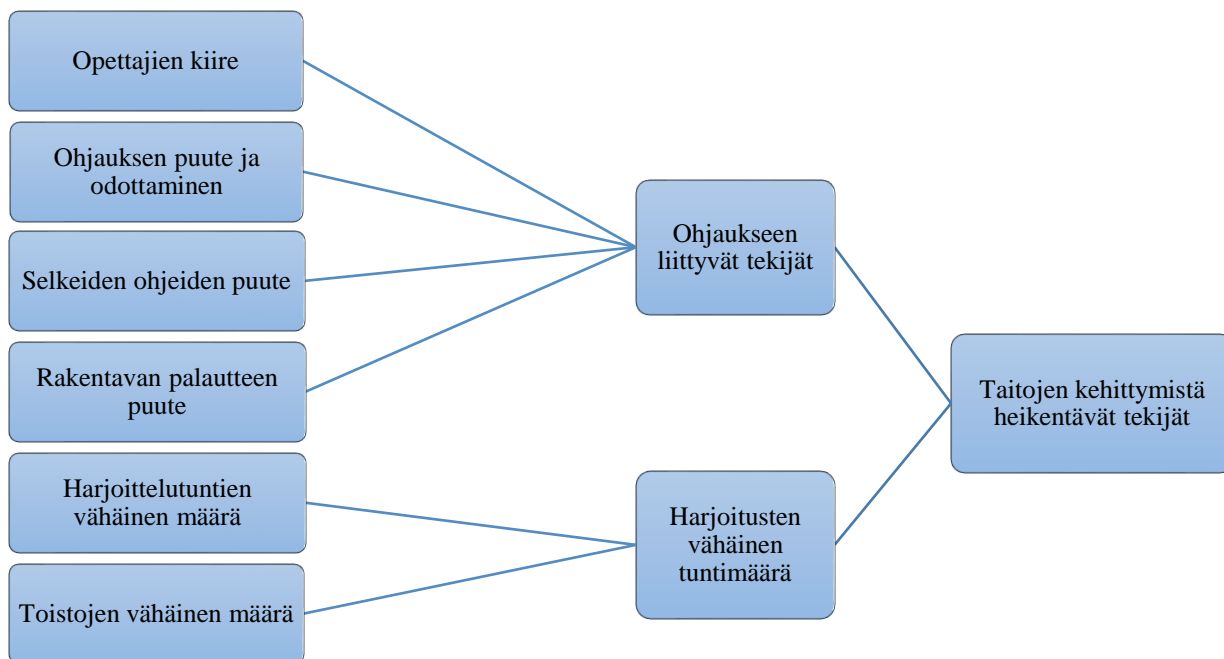 Opettajien kiire
Ohjauksen puute ja
odottaminen
Selkeiden ohjeiden puute
Rakentavan palautteen
puute
Harjoittelutuntien
vähäinen määrä
Toistojen vähäinen määrä
Ohjaukseen
liittyvät tekijät
Harjoitusten
vähäinen
tuntimäärä
Taitojen kehittymistä
heikentävät tekijät